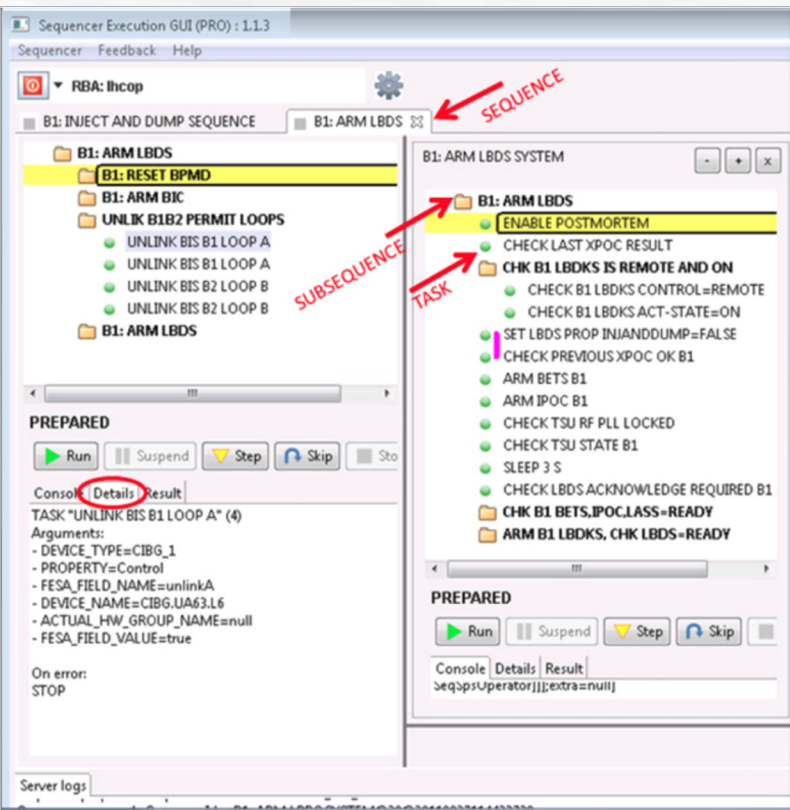 Sequencer Execution GUI (PRO) : 1.1.3
Sequencer Feedback Help
RBA: lhcop
SEQUENCE
B1: INJECT AND DUMP SEQUENCE
B1: ARM LBDS
B1: ARM LBDS
B1: RESET BPMD
B1: ARM BIC
UNLIK B1B2 PERMIT LOOPS
UNLINK BIS B1 LOOP A
UNLINK BIS B1 LOOP A
UNLINK BIS B2 LOOP B
UNLINK BIS B2 LOOP B
B1: ARM LBDS
SUBSEQUENCE
TASK
PREPARED
Run Suspend Step Skip Sto
Console Details Result
TASK "UNLINK BIS B1 LOOP A" (4)
Arguments:
- DEVICE_TYPE=CIBG_1
- PROPERTY=Control
- FESA_FIELD_NAME=unlinkA
- DEVICE_NAME=CIBG.UA63.L6
- ACTUAL_HW_GROUP_NAME=null
- FESA_FIELD_VALUE=true
On error:
STOP
B1: ARM LBDS SYSTEM
- + x
B1: ARM LBDS
ENABLE POSTMORTEM
CHECK LAST XPOC RESULT
CHK B1 LBDKS IS REMOTE AND ON
CHECK B1 LBDKS CONTROL=REMOTE
CHECK B1 LBDKS ACT-STATE=ON
SET LBDS PROP INJANDDUMP=FALSE
CHECK PREVIOUS XPOC OK B1
ARM BETS B1
ARM IPOC B1
CHECK TSU RF PLL LOCKED
CHECK TSU STATE B1
SLEEP 3 S
CHECK LBDS ACKNOWLEDGE REQUIRED B1
CHK B1 BETS,IPOC,LASS=READY
ARM B1 LBDKS, CHK LBDS=READY
PREPARED
Run Suspend Step Skip
Console Details Result
SeqSpsOperator]];extra=null]
Server logs